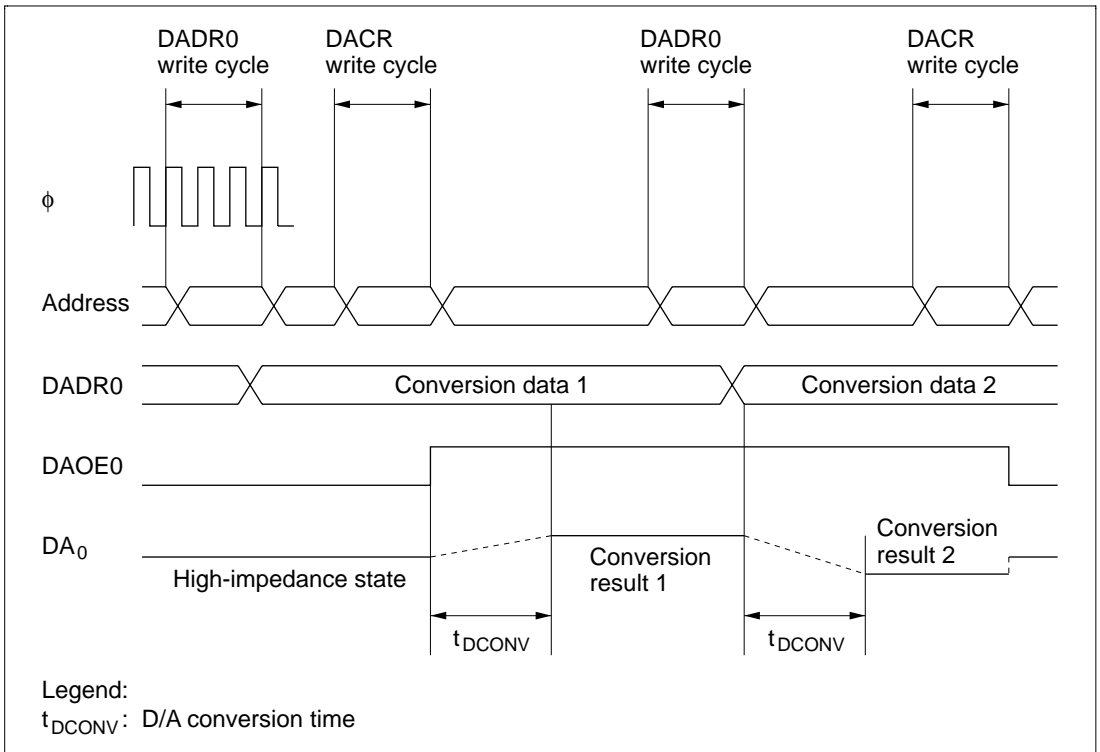 DADR0
write cycle
DACR
write cycle
DADR0
write cycle
DACR
write cycle
ϕ
Address
DADR0
Conversion data 1
Conversion data 2
DAOE0
DA0
High-impedance state
Conversion
result 1
Conversion
result 2
tDCONV
tDCONV
Legend:
tDCONV: D/A conversion time